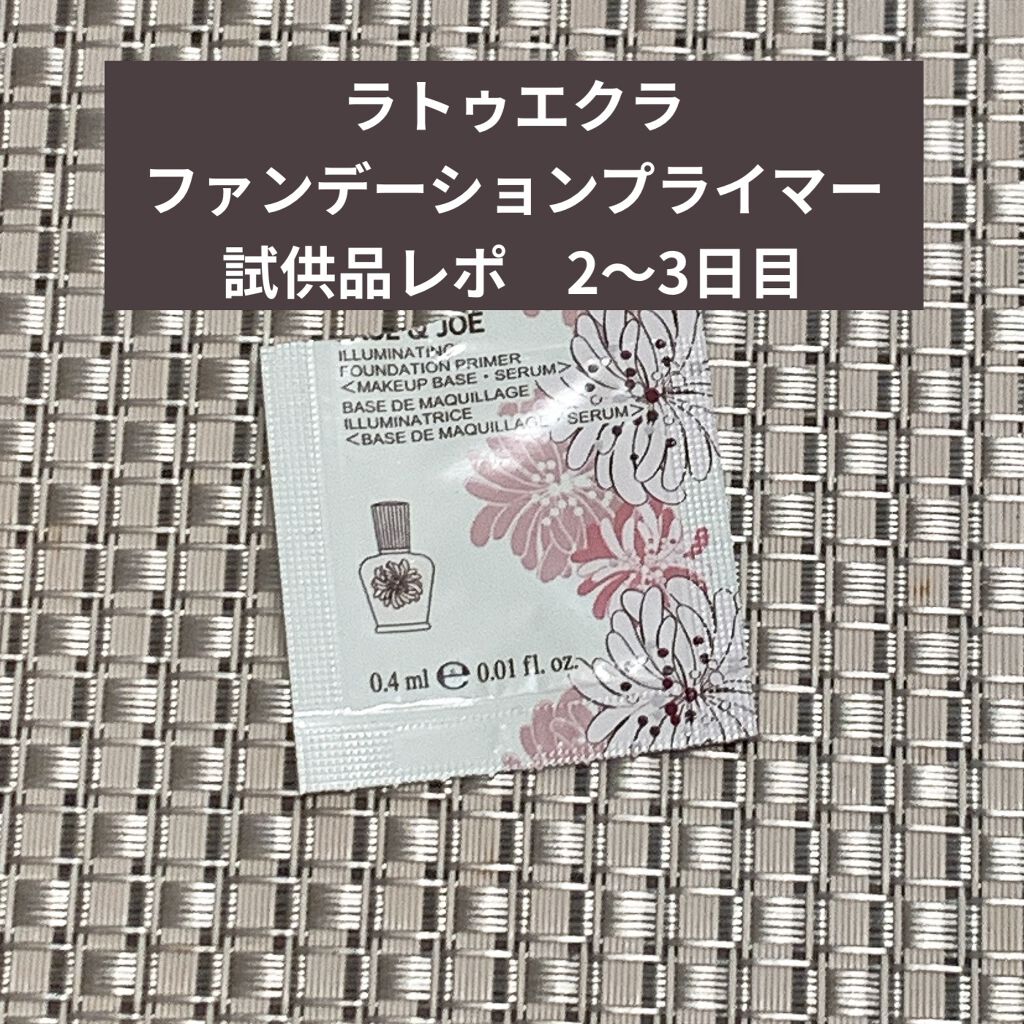 ラトゥエクラ
ファンデーションプライマー
試供品レポ　2〜3日目
& JOE
ILLUMINATING
FOUNDATION PRIMER
<MAKEUP BASE・SERUM>
BASE DE MAQUILLAGE
ILLUMINATRICE
<BASE DE MAQUILLAGE・SERUM>
0.4 ml ℮ 0.01 fl. oz.